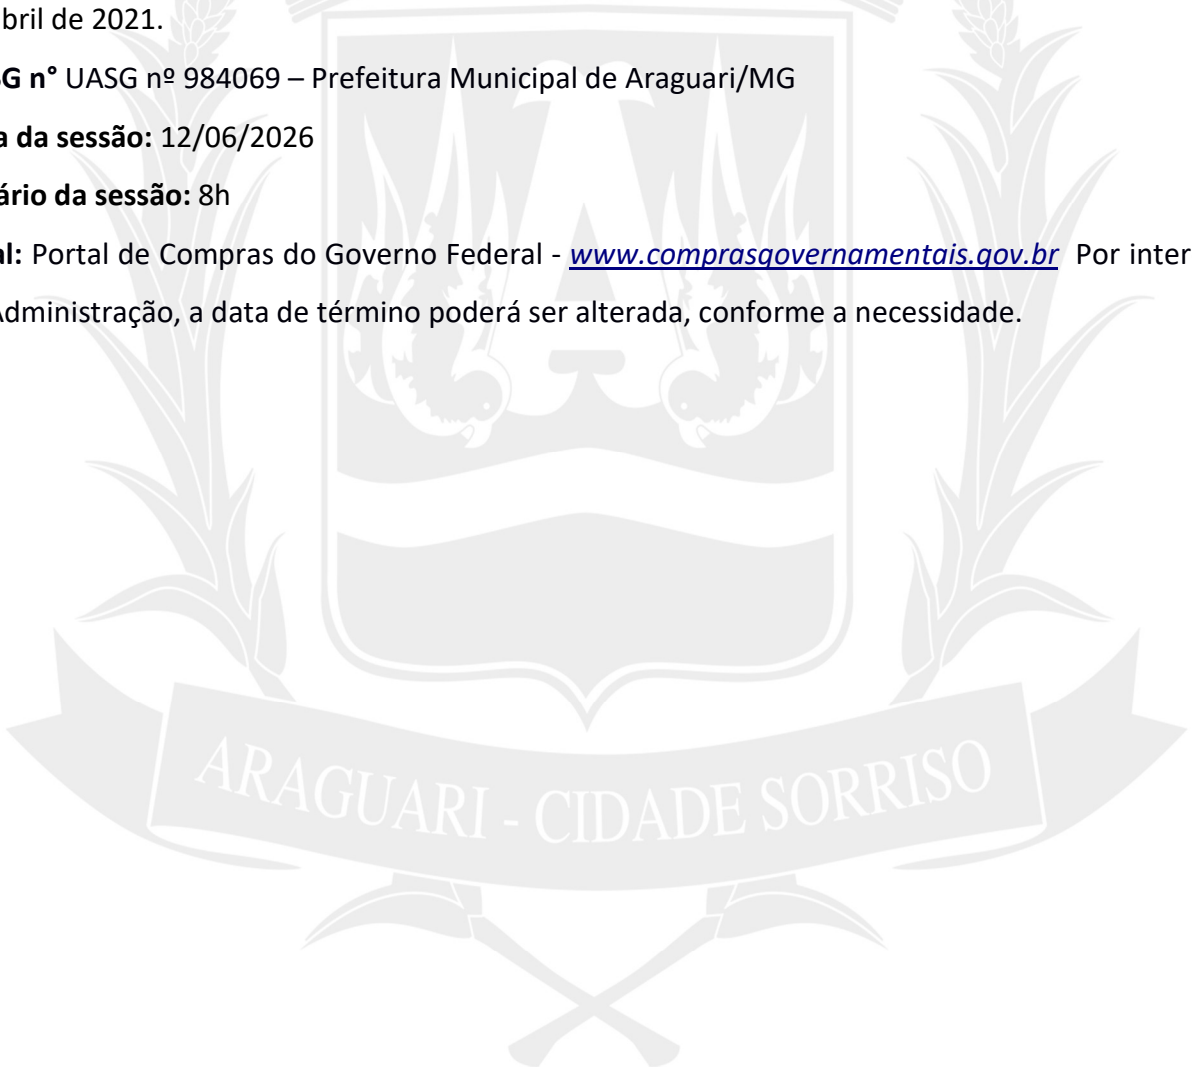 bril de 2021.
G n° UASG nº 984069 – Prefeitura Municipal de Araguari/MG
a da sessão: 12/06/2026
ário da sessão: 8h
al: Portal de Compras do Governo Federal - www.comprasgovernamentais.gov.br Por inter
Administração, a data de término poderá ser alterada, conforme a necessidade.
ARAGUARI - CIDADE SORRISO